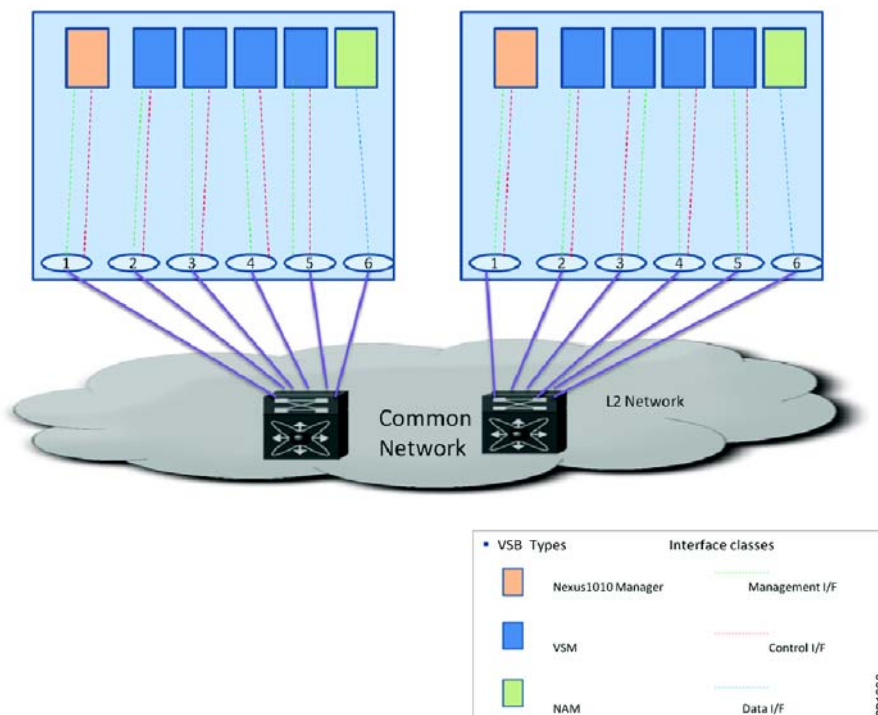 1 2 3 4 5 6
1 2 3 4 5 6
Common
Network
L2 Network
VSB Types
Interface classes
Nexus1010 Manager
Management I/F
VSM
Control I/F
NAM
Data I/F